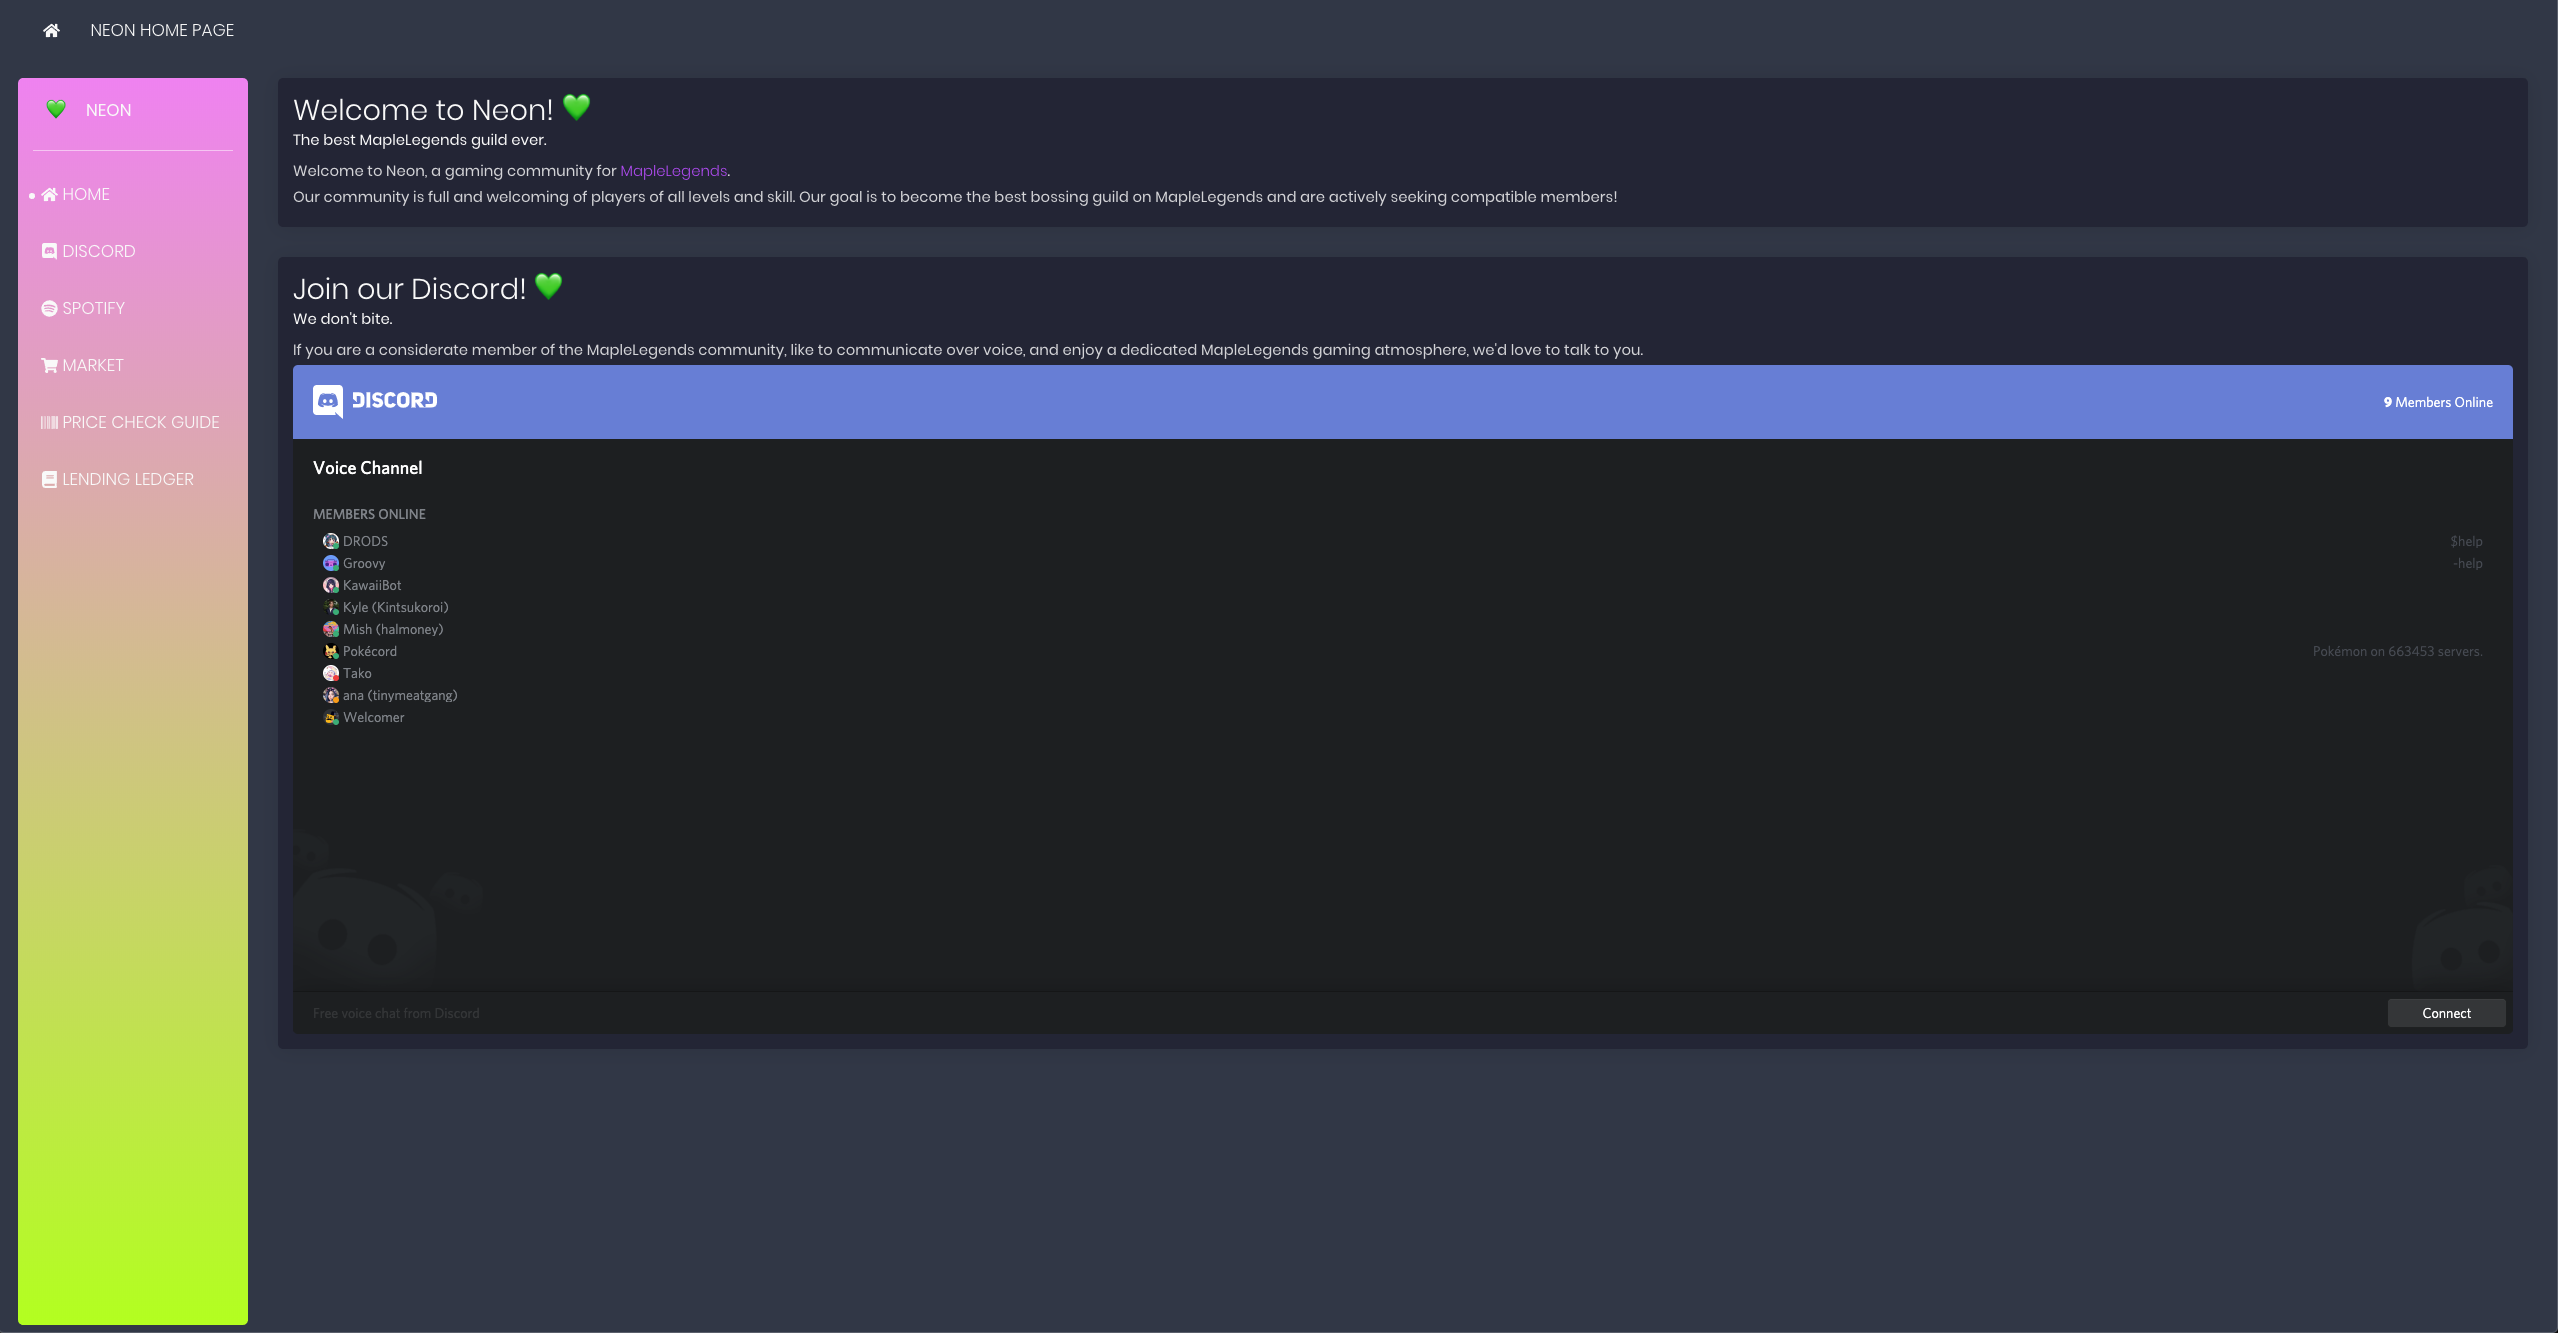 NEON HOME PAGE
NEON
HOME
DISCORD
SPOTIFY
MARKET
PRICE CHECK GUIDE
LENDING LEDGER
Welcome to Neon! 💚
The best MapleLegends guild ever.
Welcome to Neon, a gaming community for MapleLegends.
Our community is full and welcoming of players of all levels and skill. Our goal is to become the best bossing guild on MapleLegends and are actively seeking compatible members!
Join our Discord! 💚
We don't bite.
If you are a considerate member of the MapleLegends community, like to communicate over voice, and enjoy a dedicated MapleLegends gaming atmosphere, we'd love to talk to you.
DISCORD
9 Members Online
Voice Channel
MEMBERS ONLINE
DRODS $help
Groovy -help
KawaiiBot
Kyle (Kintsukoroi)
Mish (halmoney)
Pokécord Pokémon on 663453 servers.
Tako
ana (tinymeatgang)
Welcomer
Free voice chat from Discord
Connect